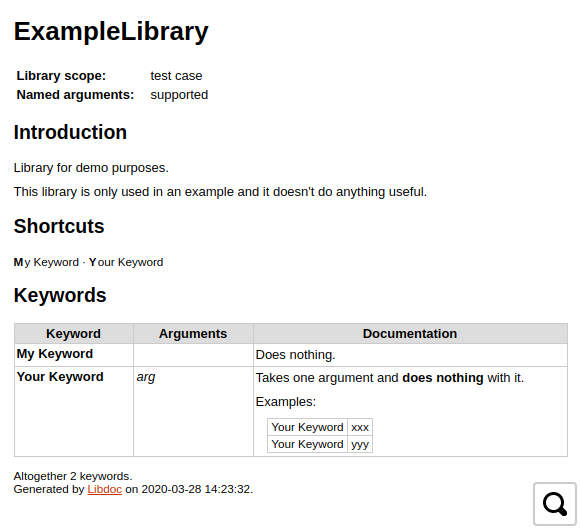 ExampleLibrary
Library scope: test case
Named arguments: supported
Introduction
Library for demo purposes.
This library is only used in an example and it doesn't do anything useful.
Shortcuts
My Keyword · Your Keyword
Keywords
Keyword Arguments Documentation
My Keyword Does nothing.
Your Keyword arg Takes one argument and does nothing with it.
Examples:
Your Keyword xxx
Your Keyword yyy
Altogether 2 keywords.
Generated by Libdoc on 2020-03-28 14:23:32.